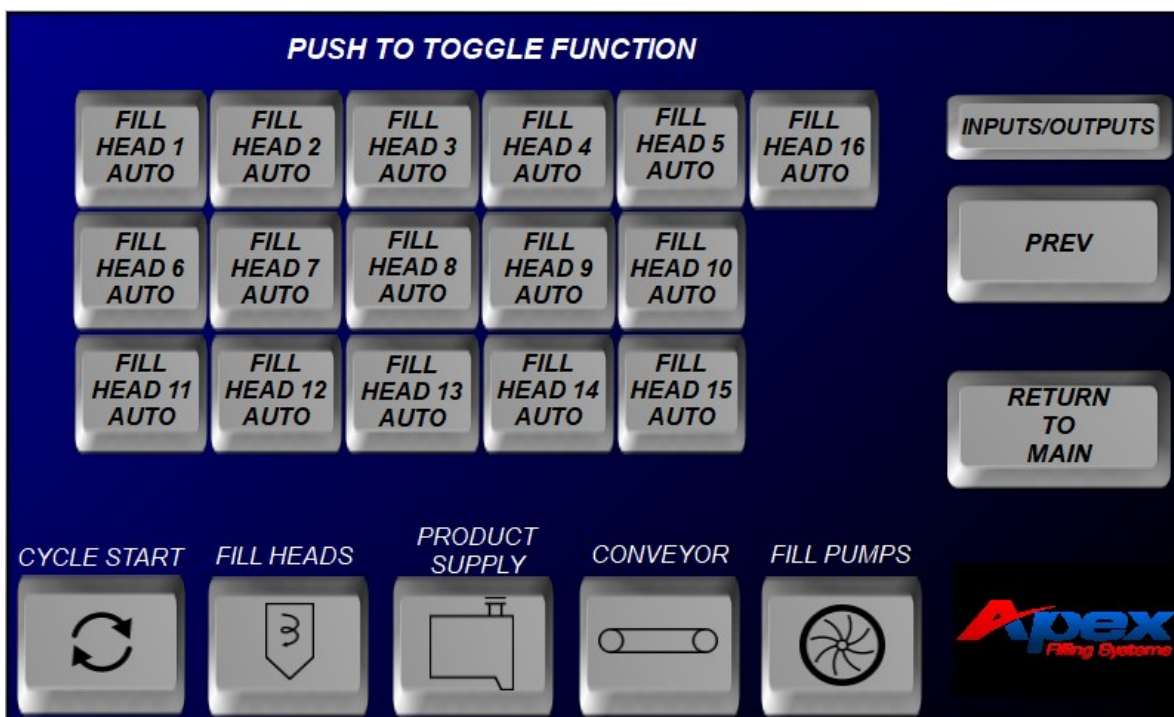 PUSH TO TOGGLE FUNCTION
FILL
HEAD 1
AUTO
FILL
HEAD 2
AUTO
FILL
HEAD 3
AUTO
FILL
HEAD 4
AUTO
FILL
HEAD 5
AUTO
FILL
HEAD 16
AUTO
INPUTS/OUTPUTS
FILL
HEAD 6
AUTO
FILL
HEAD 7
AUTO
FILL
HEAD 8
AUTO
FILL
HEAD 9
AUTO
FILL
HEAD 10
AUTO
PREV
FILL
HEAD 11
AUTO
FILL
HEAD 12
AUTO
FILL
HEAD 13
AUTO
FILL
HEAD 14
AUTO
FILL
HEAD 15
AUTO
RETURN
TO
MAIN
CYCLE START
FILL HEADS
PRODUCT
SUPPLY
CONVEYOR
FILL PUMPS
Apex
Filling Systems